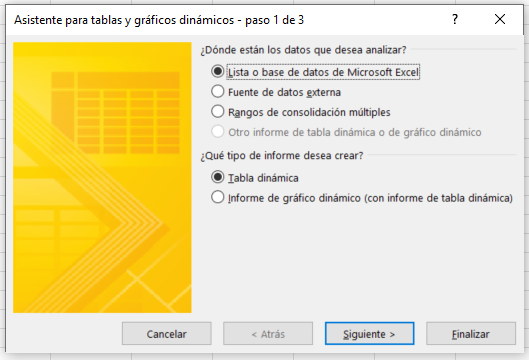 Asistente para tablas y gráficos dinámicos - paso 1 de 3
?
¿Dónde están los datos que desea analizar?
Lista o base de datos de Microsoft Excel
Fuente de datos externa
Rangos de consolidación múltiples
Otro informe de tabla dinámica o de gráfico dinámico
¿Qué tipo de informe desea crear?
Tabla dinámica
Informe de gráfico dinámico (con informe de tabla dinámica)
Cancelar < Atrás Siguiente > Finalizar